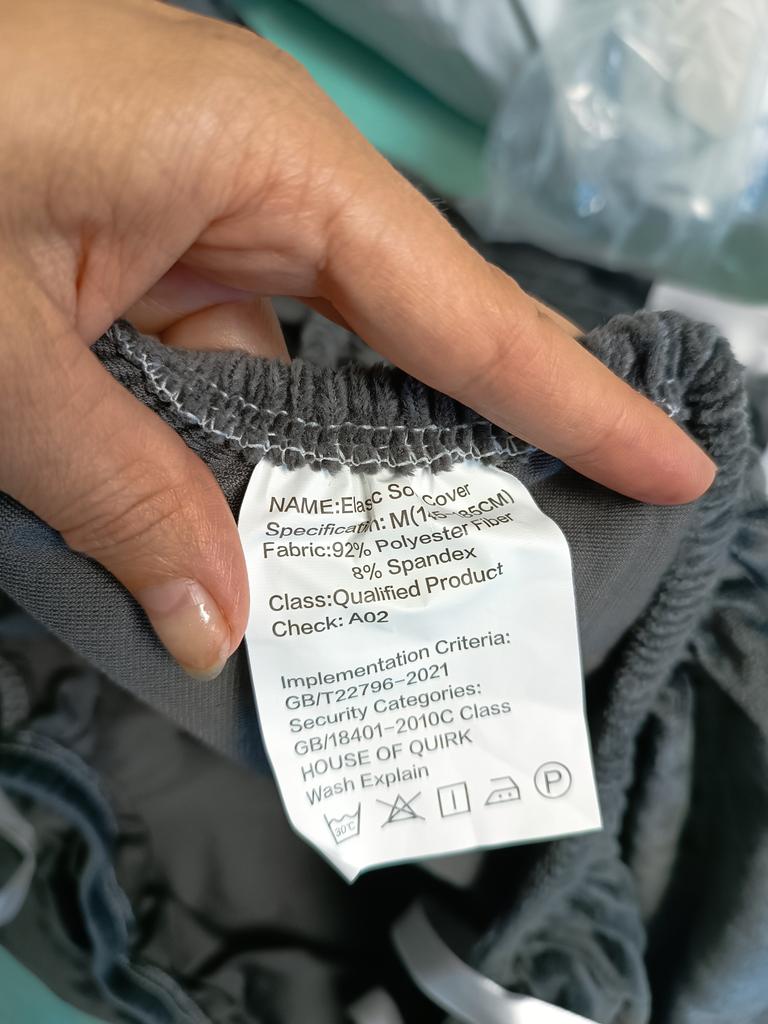 NAME:Elasc So Cover
Specification: M(145-185CM)
Fabric:92% Polyester Fiber
8% Spandex
Class:Qualified Product
Check: A02
Implementation Criteria:
GB/T22796-2021
Security Categories:
GB/18401-2010C Class
HOUSE OF QUIRK
Wash Explain
30°C
P